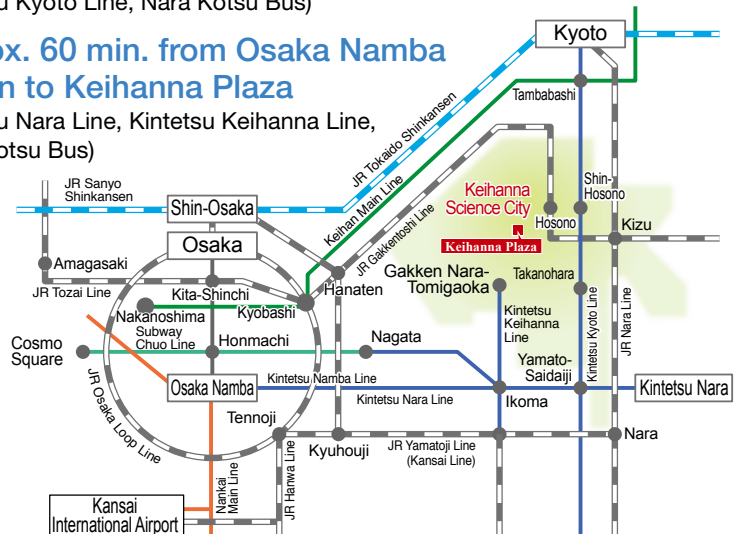 u Kyoto Line, Nara Kotsu Bus)
ox. 60 min. from Osaka Namba
n to Keihanna Plaza
u Nara Line, Kintetsu Keihanna Line,
otsu Bus)
Kyoto
Tambabashi
JR Tokaido Shinkansen
JR Sanyo
Shinkansen
Shin-Osaka
Keihan Main Line
JR Gakkentoshi Line
Keihanna
Science City
Shin-
Hosono
Hosono
Kizu
Keihanna Plaza
Osaka
Amagasaki
JR Tozai Line
Kita-Shinchi
Nakanoshima
Kyobashi
Hanaten
Gakken Nara-
Tomigaoka
Takanohara
Subway
Chuo Line
Honmachi
Nagata
Cosmo
Square
Kintetsu
Keihanna
Line
Kintetsu Kyoto Line
JR Nara Line
Yamato-
Saidaiji
Osaka Namba
Kintetsu Namba Line
Kintetsu Nara Line
Ikoma
Kintetsu Nara
JR Osaka Loop Line
Tennoji
Kyuhouji
JR Yamatoji Line
(Kansai Line)
Nara
Nankai
Main Line
JR Hanwa Line
Kansai
International Airport